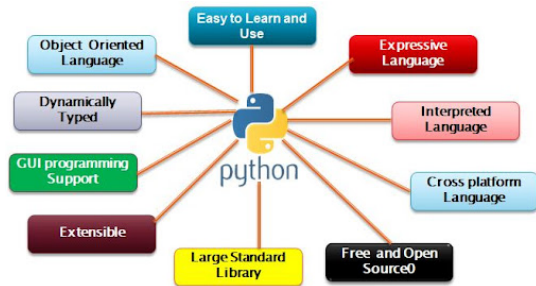 Easy to Learn and
Use
Object Oriented
Language
Expressive
Language
Dynamically
Typed
Interpreted
Language
GUI programming
Support
python
Cross platform
Language
Extensible
Large Standard
Library
Free and Open
Source0